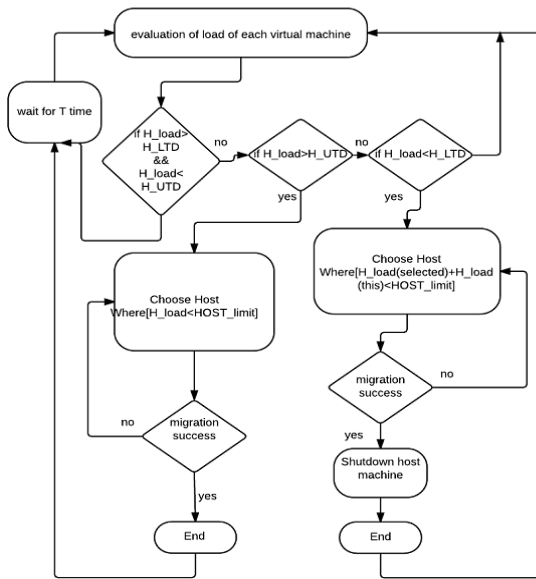 evaluation of load of each virtual machine
wait for T time
if H_load>
H_LTD
&&
H_load<
H_UTD
no
if H_load>H_UTD
no
if H_load<H_LTD
yes
yes
Choose Host
Where[H_load<HOST_limit]
Choose Host
Where[H_load(selected)+H_load
(this)<HOST_limit]
migration
success
no
yes
Shutdown host
machine
End
migration
success
no
yes
End